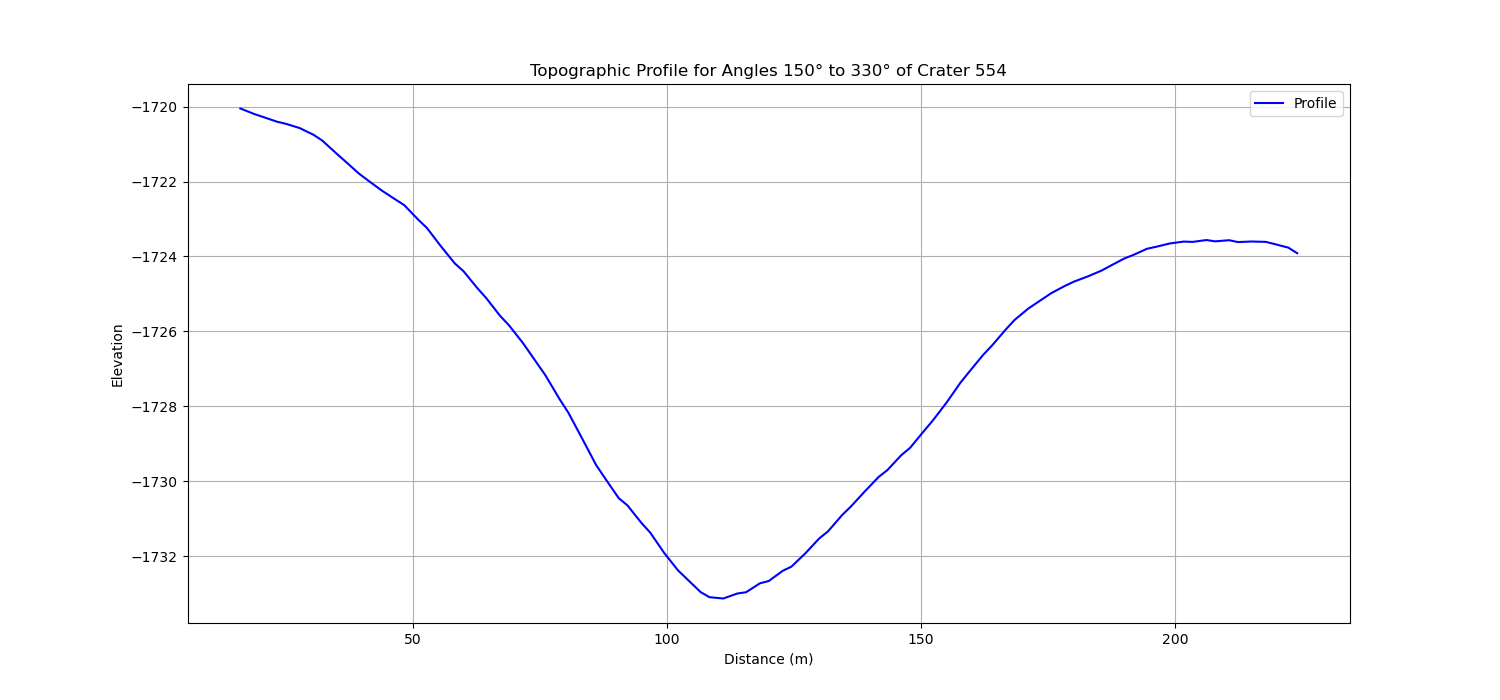 Topographic Profile for Angles 150° to 330° of Crater 554
Profile
Elevation
−1720
−1722
−1724
−1726
−1728
−1730
−1732
50
100
150
200
Distance (m)